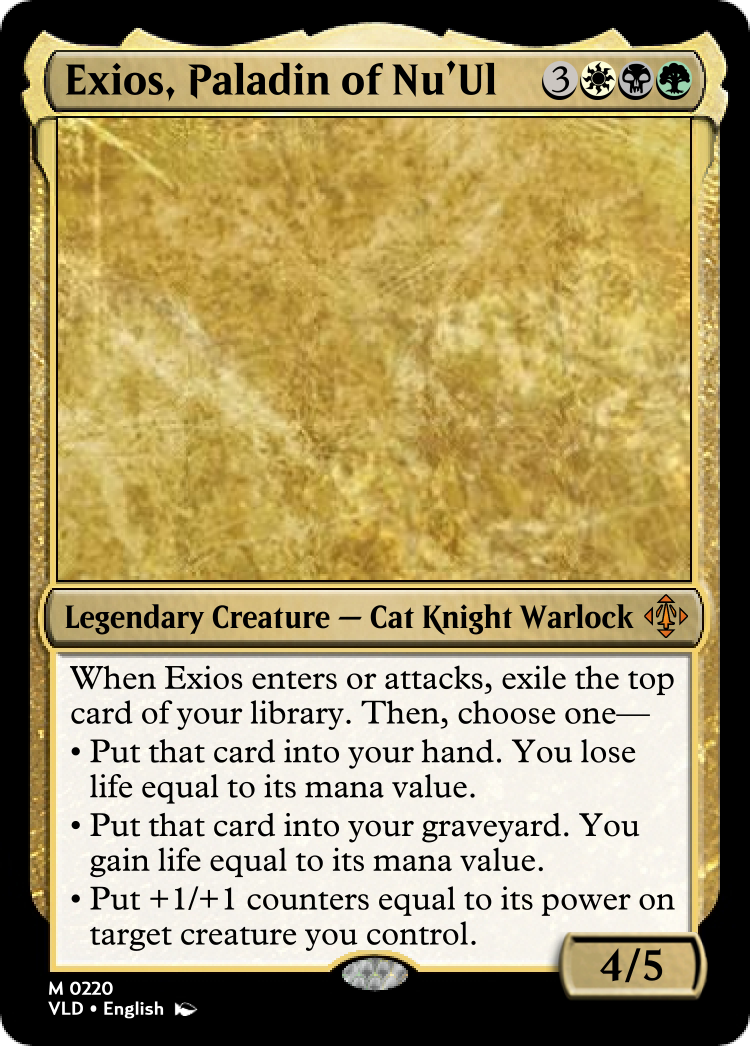 Exios, Paladin of Nu'Ul 3
Legendary Creature — Cat Knight Warlock
When Exios enters or attacks, exile the top
card of your library. Then, choose one—
• Put that card into your hand. You lose
life equal to its mana value.
• Put that card into your graveyard. You
gain life equal to its mana value.
• Put +1/+1 counters equal to its power on
target creature you control.
4/5
M 0220
VLD • English